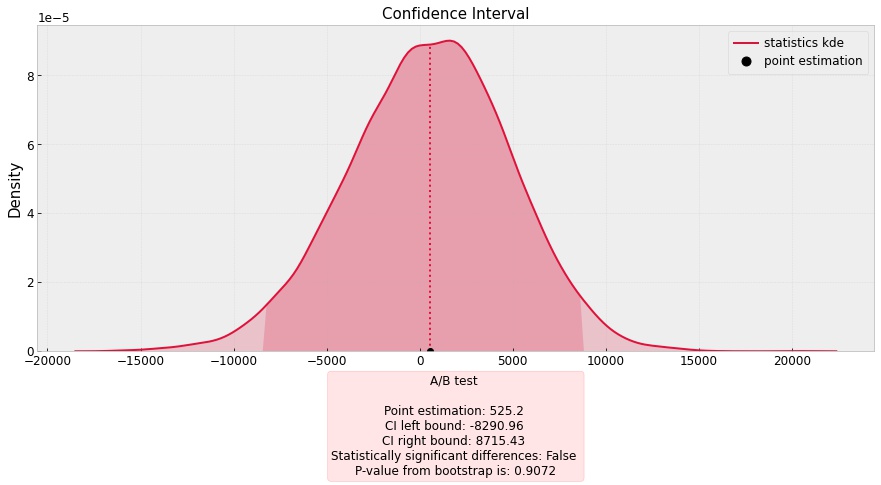 Confidence Interval
1e−5
statistics kde
point estimation
Density
8
6
4
2
0
−20000 −15000 −10000 −5000 0 5000 10000 15000 20000
A/B test
Point estimation: 525.2
CI left bound: -8290.96
CI right bound: 8715.43
Statistically significant differences: False
P-value from bootstrap is: 0.9072